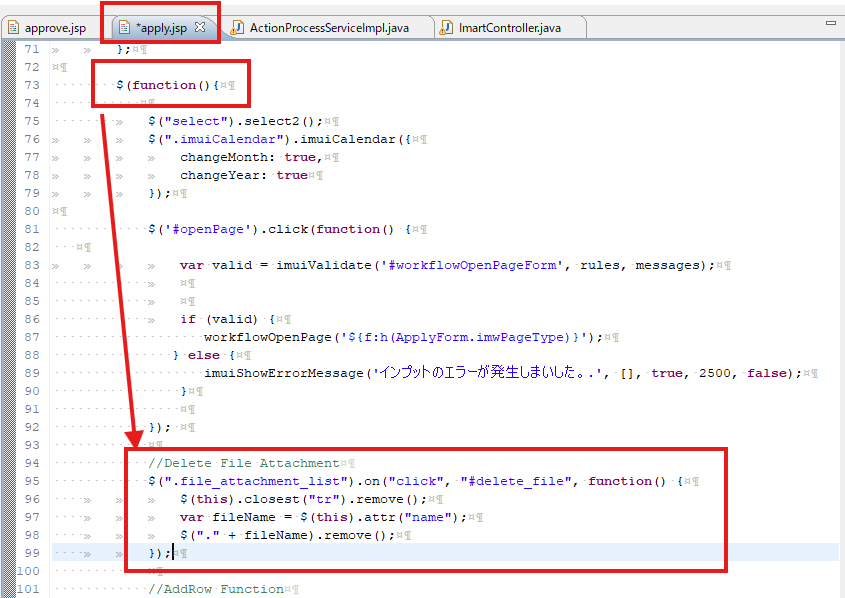 approve.jsp *apply.jsp ActionProcessServiceImpl.java ImartController.java
71 };
72
73 $(function(){
74
75 $("select").select2();
76 $(".imuiCalendar").imuiCalendar({
77 changeMonth: true,
78 changeYear: true
79 });
80
81 $('#openPage').click(function() {
82
83 var valid = imuiValidate('#workflowOpenPageForm', rules, messages);
84
85
86 if (valid) {
87 workflowOpenPage('${f:h(ApplyForm.imwPageType)}');
88 } else {
89 imuiShowErrorMessage('インプットのエラーが発生しまいした。.', [], true, 2500, false);
90 }
91
92 });
93
94 //Delete File Attachment
95 $(".file_attachment_list").on("click", "#delete_file", function() {
96 $(this).closest("tr").remove();
97 var fileName = $(this).attr("name");
98 $("." + fileName).remove();
99 });
100
101 //AddRow Function